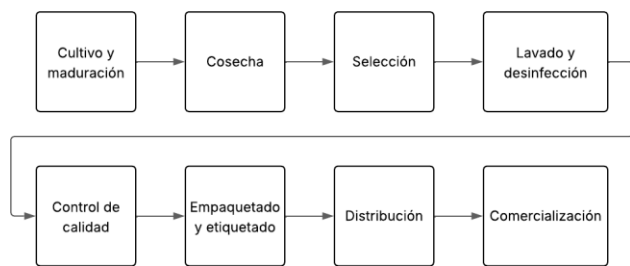 Cultivo y
maduración
Cosecha
Selección
Lavado y
desinfección
Control de
calidad
Empaquetado
y etiquetado
Distribución
Comercialización